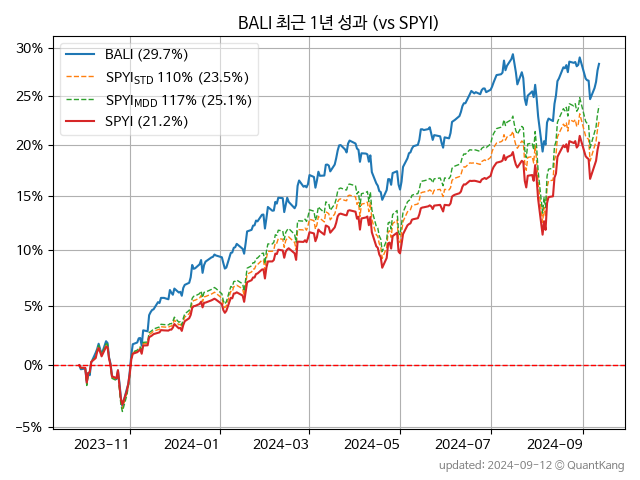 BALI 최근 1년 성과 (vs SPYI)
BALI (29.7%)
SPYI_STD 110% (23.5%)
SPYI_MDD 117% (25.1%)
SPYI (21.2%)
30%
25%
20%
15%
10%
5%
0%
−5%
2023−11
2024−01
2024−03
2024−05
2024−07
2024−09
updated: 2024-09-12 © QuantKang